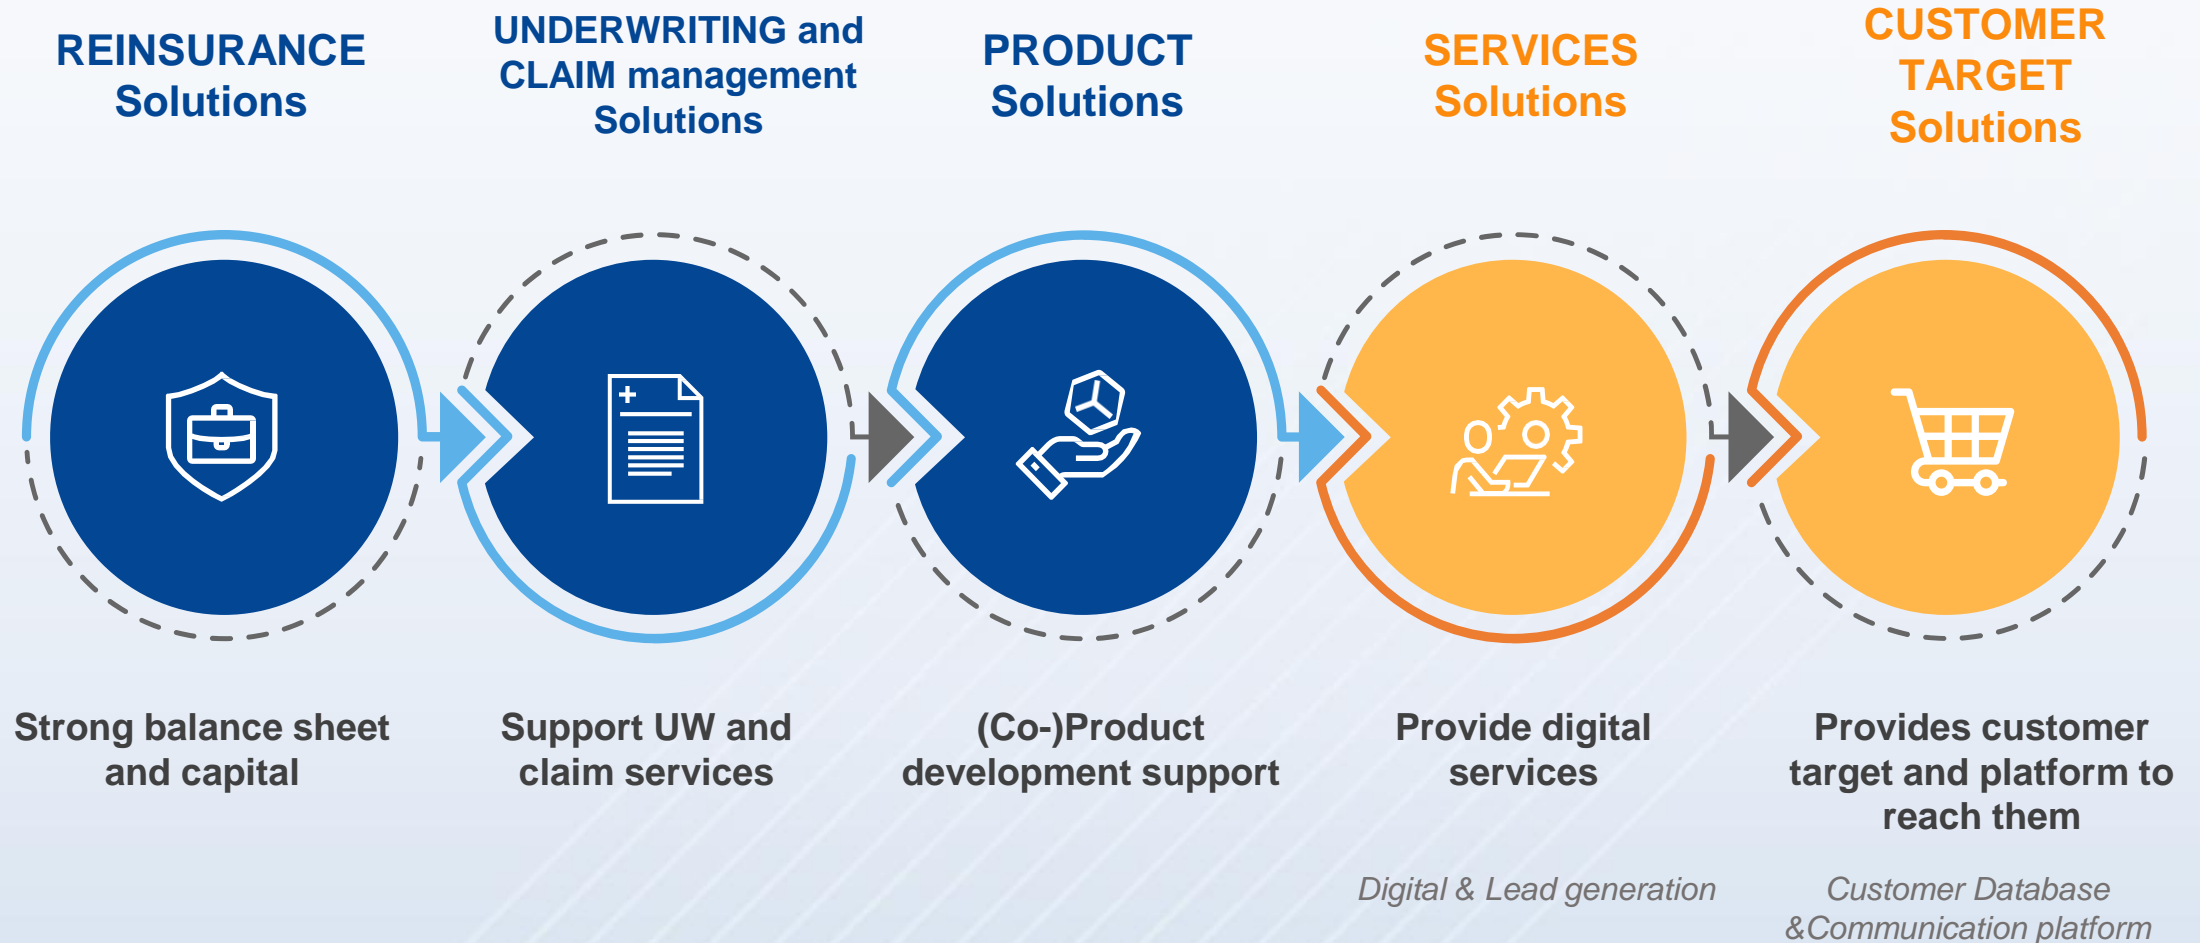 REINSURANCE
Solutions
UNDERWRITING and
CLAIM management
Solutions
PRODUCT
Solutions
SERVICES
Solutions
CUSTOMER
TARGET
Solutions
Strong balance sheet
and capital
Support UW and
claim services
(Co-)Product
development support
Provide digital
services
Digital & Lead generation
Provides customer
target and platform to
reach them
Customer Database
&Communication platform